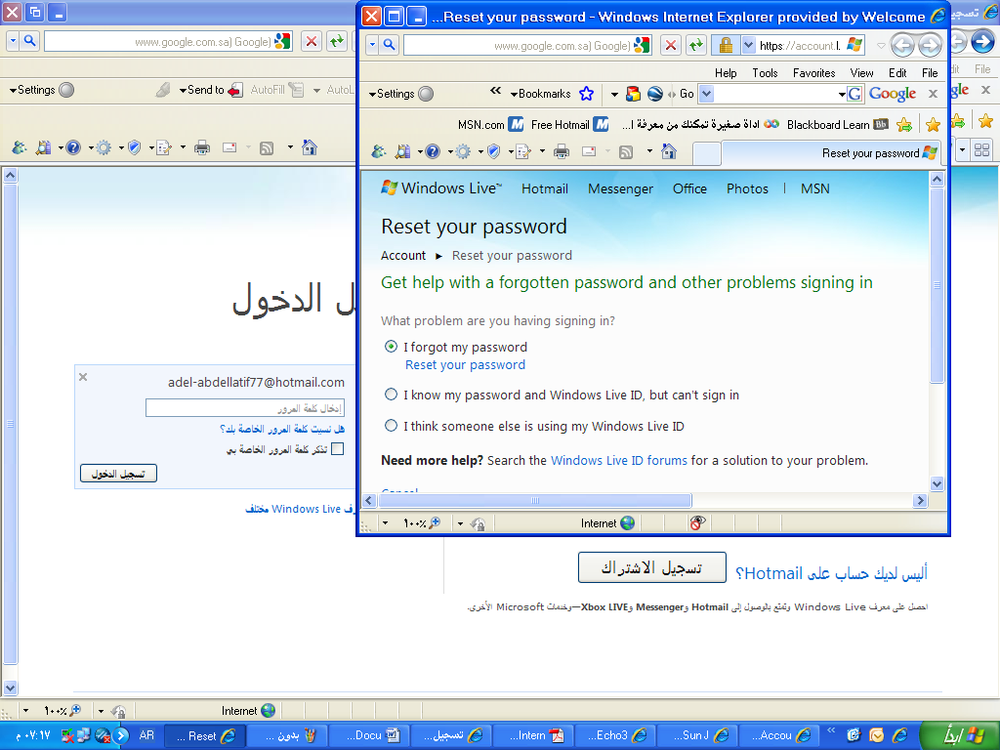 ...Reset your password - Windows Internet Explorer provided by Welcome
تسجيل
www.google.com.sa) Google)
www.google.com.sa) Google)
https://account.l.
Help Tools Favorites View Edit File
File
Settings
Send to
AutoFill
AutoL
Settings
Bookmarks
Go
Google
MSN.com
Free Hotmail
اداة صغيرة تمكنك من معرفة ا...
Blackboard Learn
Reset your password
Windows Live™ Hotmail Messenger Office Photos | MSN
Reset your password
Account ► Reset your password
Get help with a forgotten password and other problems signing in
What problem are you having signing in?
I forgot my password
Reset your password
I know my password and Windows Live ID, but can't sign in
I think someone else is using my Windows Live ID
Need more help? Search the Windows Live ID forums for a solution to your problem.
Cancel
١٠٠%
Internet
ل الدخول
adel-abdellatif77@hotmail.com
إدخال كلمة المرور
هل نسيت كلمة المرور الخاصة بك؟
تذكر كلمة المرور الخاصة بي
تسجيل الدخول
رف Windows Live مختلف
أليس لديك حساب على Hotmail؟
تسجيل الاشتراك
احصل على معرف Windows Live وتمتع بالوصول إلى Hotmail وMessenger وXbox LIVE—وخدمات Microsoft الأخرى.
١٠٠%
Internet
٠٧:١٧ م
AR
...Reset
بدون ...
...Docu
تسجيل...
...Intern
...Echo3
...Sun J
...Accou
ابدأ